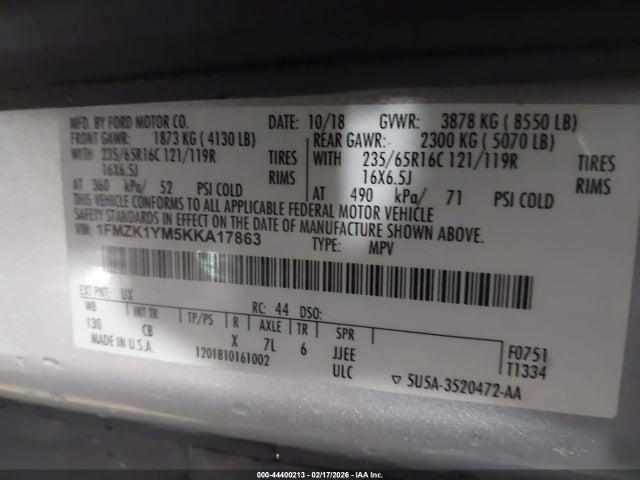 MFD. BY FORD MOTOR CO. DATE: 10/18 GVWR: 3878 KG ( 8550 LB)
FRONT GAWR: 1873 KG ( 4130 LB) REAR GAWR: 2300 KG ( 5070 LB)
WITH 235/65R16C 121/119R TIRES WITH 235/65R16C 121/119R TIRES
16X6.5J RIMS 16X6.5J RIMS
AT 360 kPa/ 52 PSI COLD AT 490 kPa/ 71 PSI COLD
THIS VEHICLE CONFORMS TO ALL APPLICABLE FEDERAL MOTOR VEHICLE
SAFETY STANDARDS IN EFFECT ON THE DATE OF MANUFACTURE SHOWN ABOVE.
VIN: 1FMZK1YM5KKA17863 TYPE: MPV
EXT PNT: UX RC: 44 DSO:
WB INT TR TP/PS R AXLE TR SPR
130 CB X 7L 6 JJEE F0751
MADE IN U.S.A. 1201810161002 ULC T1334
▽ 5U5A-3520472-AA
000-44400213 - 02/17/2026 - IAA Inc.